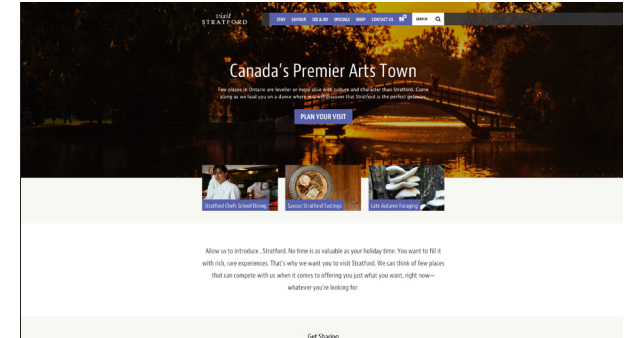 visit
STRATFORD
STAY SAVOUR SEE & DO SPECIALS SHOP CONTACT US SEARCH
Canada's Premier Arts Town
Few places in Ontario are lovelier or more alive with culture and character than Stratford. Come
along as we lead you on a dance where you will discover that Stratford is the perfect getaway.
PLAN YOUR VISIT
Stratford Chefs School Dining
Savour Stratford Tastings
Late Autumn Foraging
Allow us to introduce...Stratford. No time is as valuable as your holiday time. You want to fill it
with rich, rare experiences. That's why we want you to visit Stratford. We can think of few places
that can compete with us when it comes to offering you just what you want, right now—
whatever you're looking for.
Get Sharing